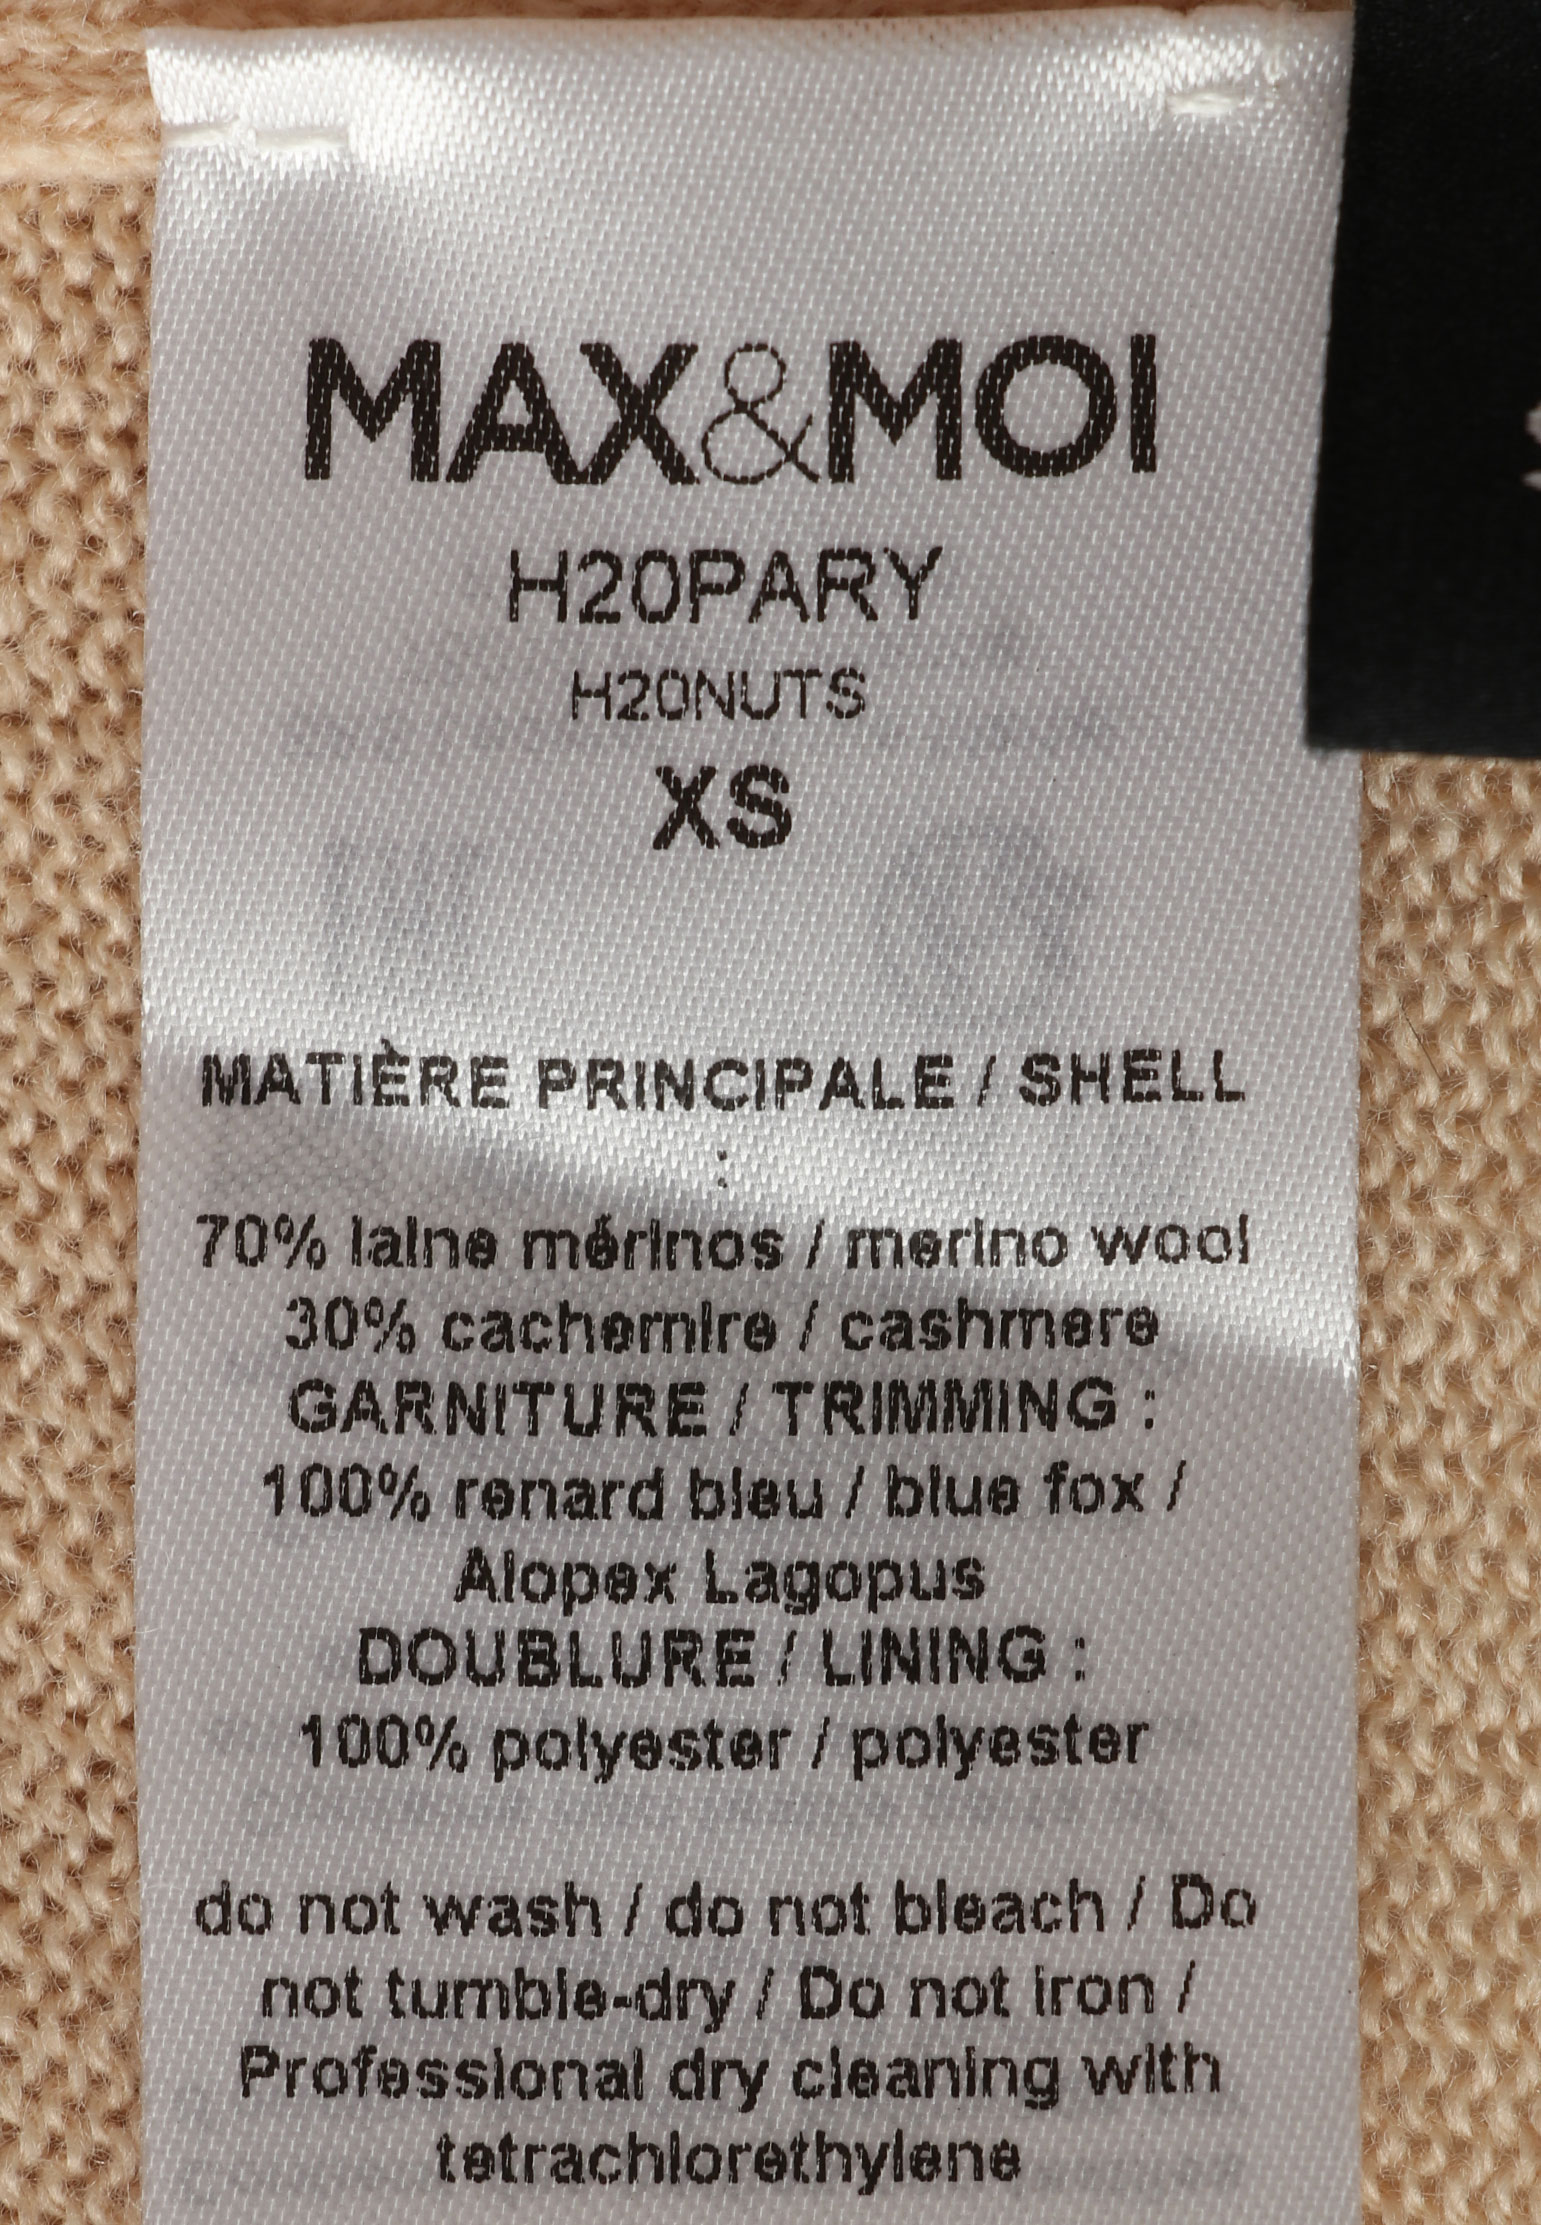 MAX&MOI
H20PARY
H20NUTS
XS
MATIÈRE PRINCIPALE / SHELL
:
70% laine mérinos / merino wool
30% cachemire / cashmere
GARNITURE / TRIMMING :
100% renard bleu / blue fox /
Alopex Lagopus
DOUBLURE / LINING :
100% polyester / polyester
do not wash / do not bleach / Do
not tumble-dry / Do not iron /
Professional dry cleaning with
tetrachlorethylene